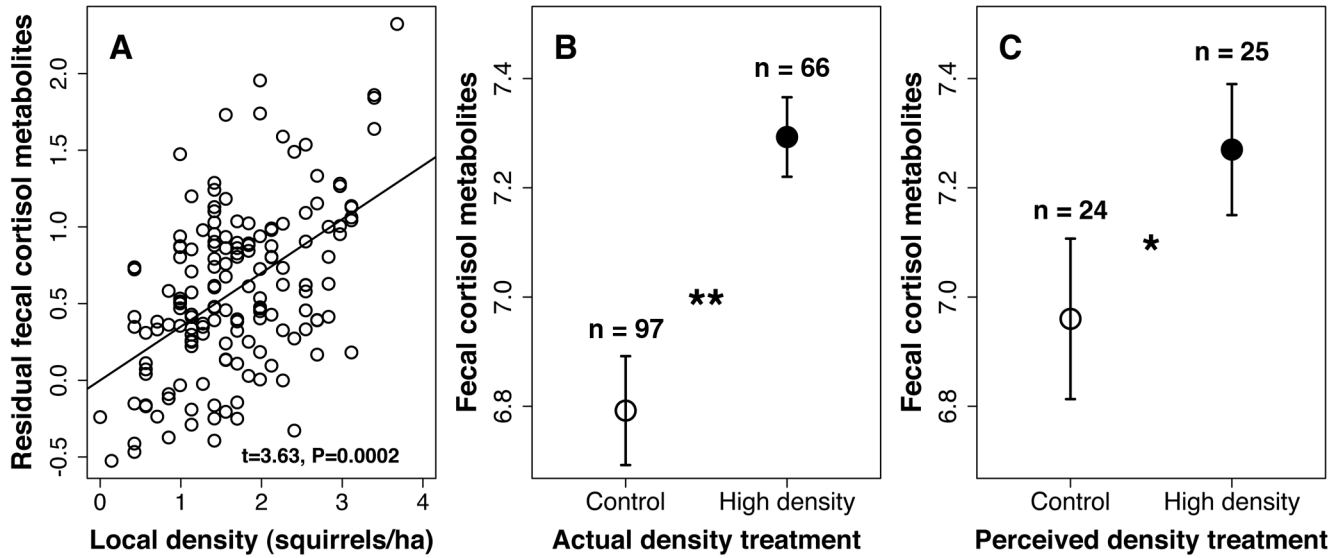 A
Residual fecal cortisol metabolites
2.0
1.5
1.0
0.5
0.0
-0.5
t=3.63, P=0.0002
0 1 2 3 4
Local density (squirrels/ha)
B
Fecal cortisol metabolites
7.4
7.2
7.0
6.8
n = 66
**
n = 97
Control High density
Actual density treatment
C
Fecal cortisol metabolites
7.4
7.2
7.0
6.8
n = 25
n = 24
*
Control High density
Perceived density treatment